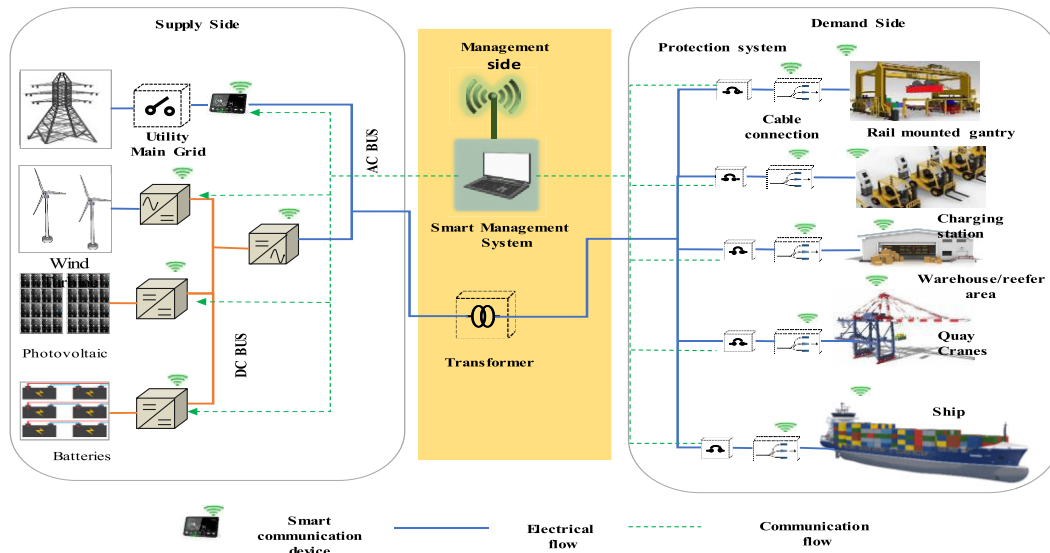 Supply Side
Management
side
Demand Side
Protection system
Utility
Main Grid
AC BUS
Cable
connection
Rail mounted gantry
Smart Management
System
Charging
station
Wind
Warehouse/reefer
area
Photovoltaic
DC BUS
Transformer
Quay
Cranes
Batteries
Ship
Smart
communication
device
Electrical
flow
Communication
flow